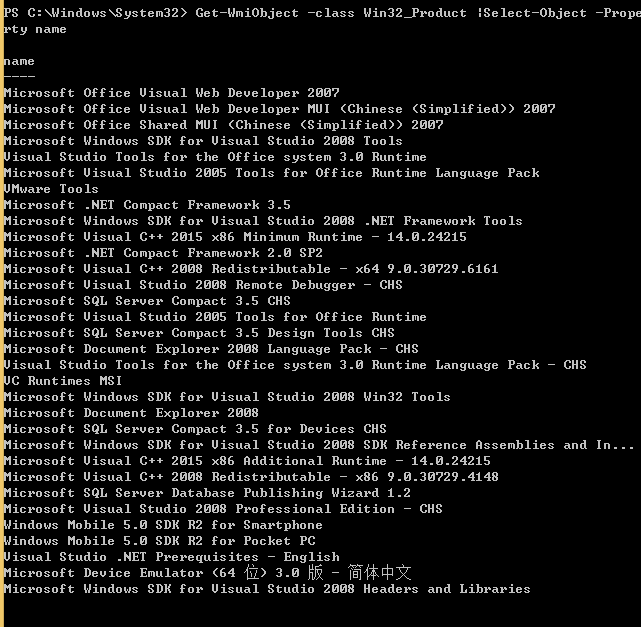 PS C:\Windows\System32> Get-WmiObject -class Win32_Product |Select-Object -Prope
rty name
name
----
Microsoft Office Visual Web Developer 2007
Microsoft Office Visual Web Developer MUI (Chinese (Simplified)) 2007
Microsoft Office Shared MUI (Chinese (Simplified)) 2007
Microsoft Windows SDK for Visual Studio 2008 Tools
Visual Studio Tools for the Office system 3.0 Runtime
Microsoft Visual Studio 2005 Tools for Office Runtime Language Pack
VMware Tools
Microsoft .NET Compact Framework 3.5
Microsoft Windows SDK for Visual Studio 2008 .NET Framework Tools
Microsoft Visual C++ 2015 x86 Minimum Runtime - 14.0.24215
Microsoft .NET Compact Framework 2.0 SP2
Microsoft Visual C++ 2008 Redistributable - x64 9.0.30729.6161
Microsoft Visual Studio 2008 Remote Debugger - CHS
Microsoft SQL Server Compact 3.5 CHS
Microsoft Visual Studio 2005 Tools for Office Runtime
Microsoft SQL Server Compact 3.5 Design Tools CHS
Microsoft Document Explorer 2008 Language Pack - CHS
Visual Studio Tools for the Office system 3.0 Runtime Language Pack - CHS
VC Runtimes MSI
Microsoft Windows SDK for Visual Studio 2008 Win32 Tools
Microsoft Document Explorer 2008
Microsoft SQL Server Compact 3.5 for Devices CHS
Microsoft Windows SDK for Visual Studio 2008 SDK Reference Assemblies and In...
Microsoft Visual C++ 2015 x86 Additional Runtime - 14.0.24215
Microsoft Visual C++ 2008 Redistributable - x86 9.0.30729.4148
Microsoft SQL Server Database Publishing Wizard 1.2
Microsoft Visual Studio 2008 Professional Edition - CHS
Windows Mobile 5.0 SDK R2 for Smartphone
Windows Mobile 5.0 SDK R2 for Pocket PC
Visual Studio .NET Prerequisites - English
Microsoft Device Emulator (64 位) 3.0 版 - 简体中文
Microsoft Windows SDK for Visual Studio 2008 Headers and Libraries